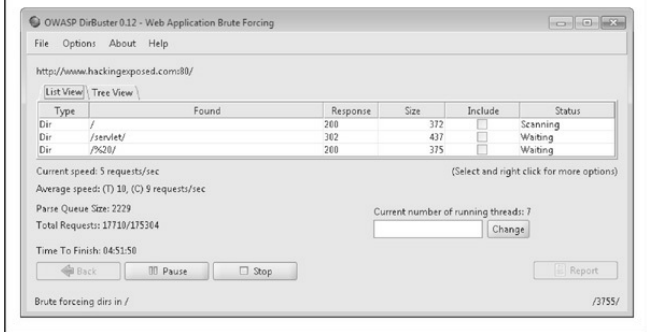 OWASP DirBuster 0.12 - Web Application Brute Forcing
File Options About Help
http://www.hackingexposed.com:80/
List View Tree View
Type Found Response Size Include Status
Dir / 200 372 Scanning
Dir /servlet/ 302 437 Waiting
Dir /%20/ 200 375 Waiting
Current speed: 5 requests/sec (Select and right click for more options)
Average speed: (T) 10, (C) 9 requests/sec
Parse Queue Size: 2229 Current number of running threads: 7
Total Requests: 17710/175304 Change
Time To Finish: 04:51:50
Back Pause Stop Report
Brute forceing dirs in / /3755/